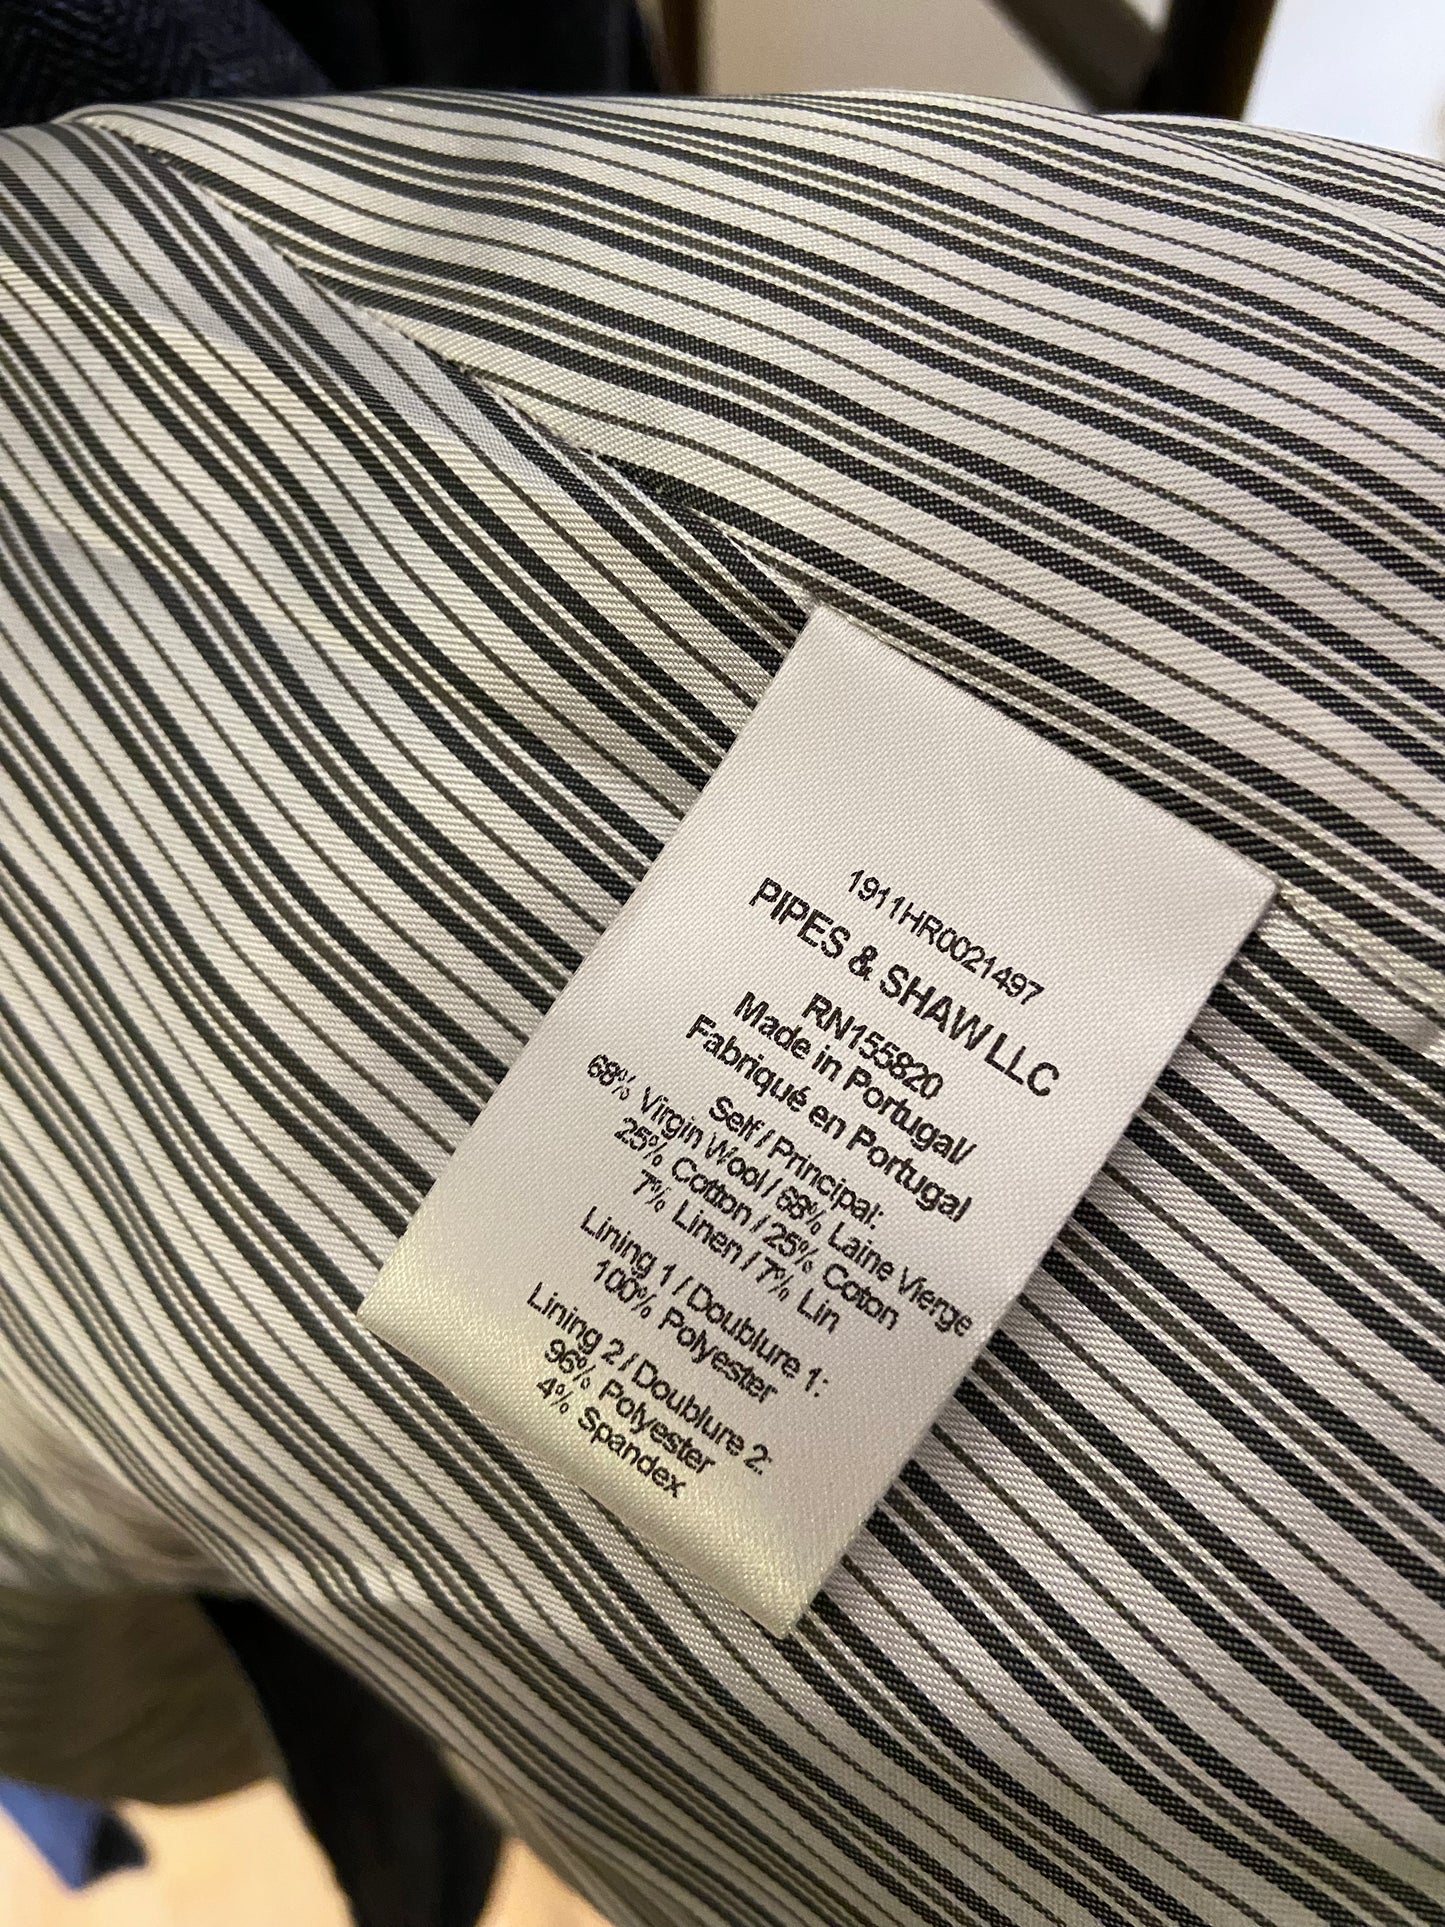 1911HR0021497
PIPES & SHAW LLC
RN155820
Made in Portugal/
Fabriqué en Portugal
Self / Principal:
68% Virgin Wool / 68% Laine Vierge
25% Cotton / 25% Coton
7% Linen / 7% Lin
Lining 1 / Doublure 1:
100% Polyester
Lining 2 / Doublure 2:
96% Polyester
4% Spandex